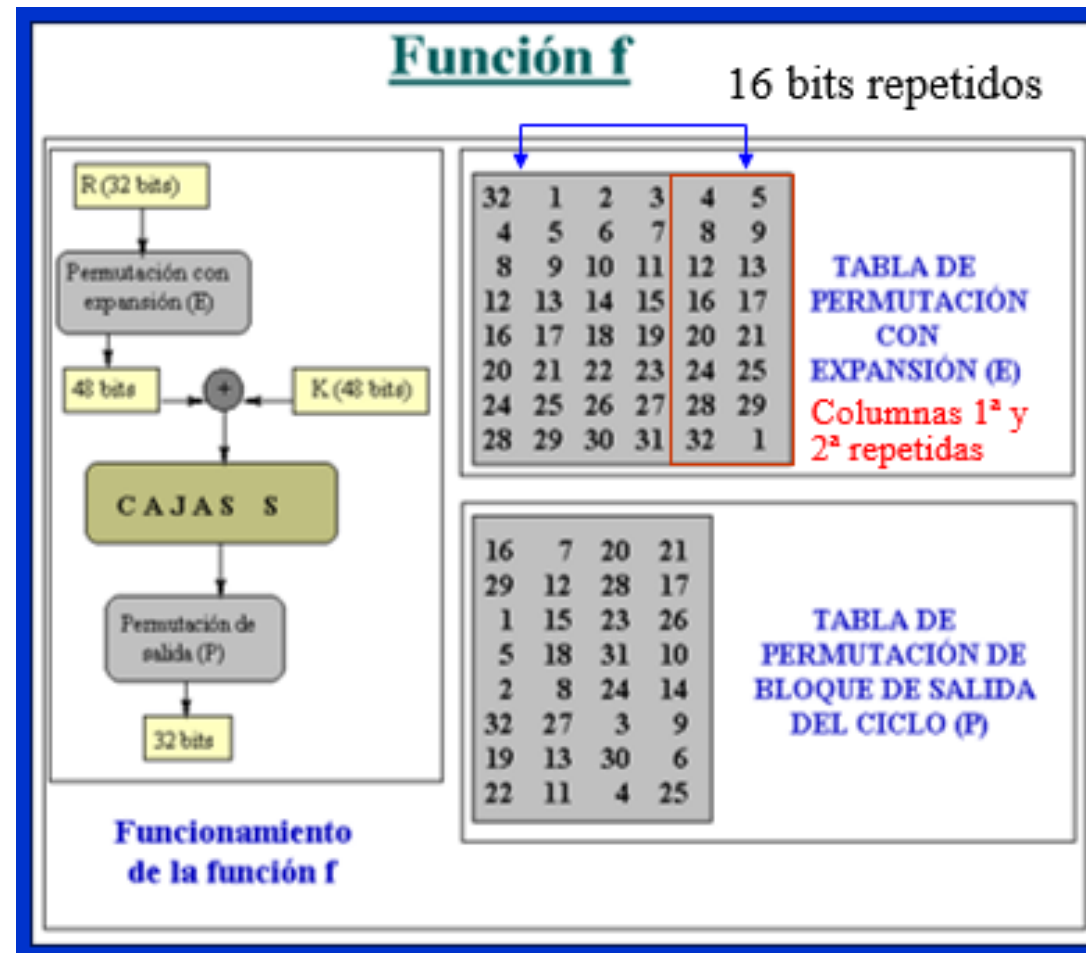 Función f
16 bits repetidos
R (32 bits)
Permutación con
expansión (E)
48 bits
+
K (48 bits)
C A J A S S
Permutación de
salida (P)
32 bits
Funcionamiento
de la función f
32 1 2 3 4 5
4 5 6 7 8 9
8 9 10 11 12 13
12 13 14 15 16 17
16 17 18 19 20 21
20 21 22 23 24 25
24 25 26 27 28 29
28 29 30 31 32 1
TABLA DE
PERMUTACIÓN
CON
EXPANSIÓN (E)
Columnas 1ª y
2ª repetidas
16 7 20 21
29 12 28 17
1 15 23 26
5 18 31 10
2 8 24 14
32 27 3 9
19 13 30 6
22 11 4 25
TABLA DE
PERMUTACIÓN DE
BLOQUE DE SALIDA
DEL CICLO (P)